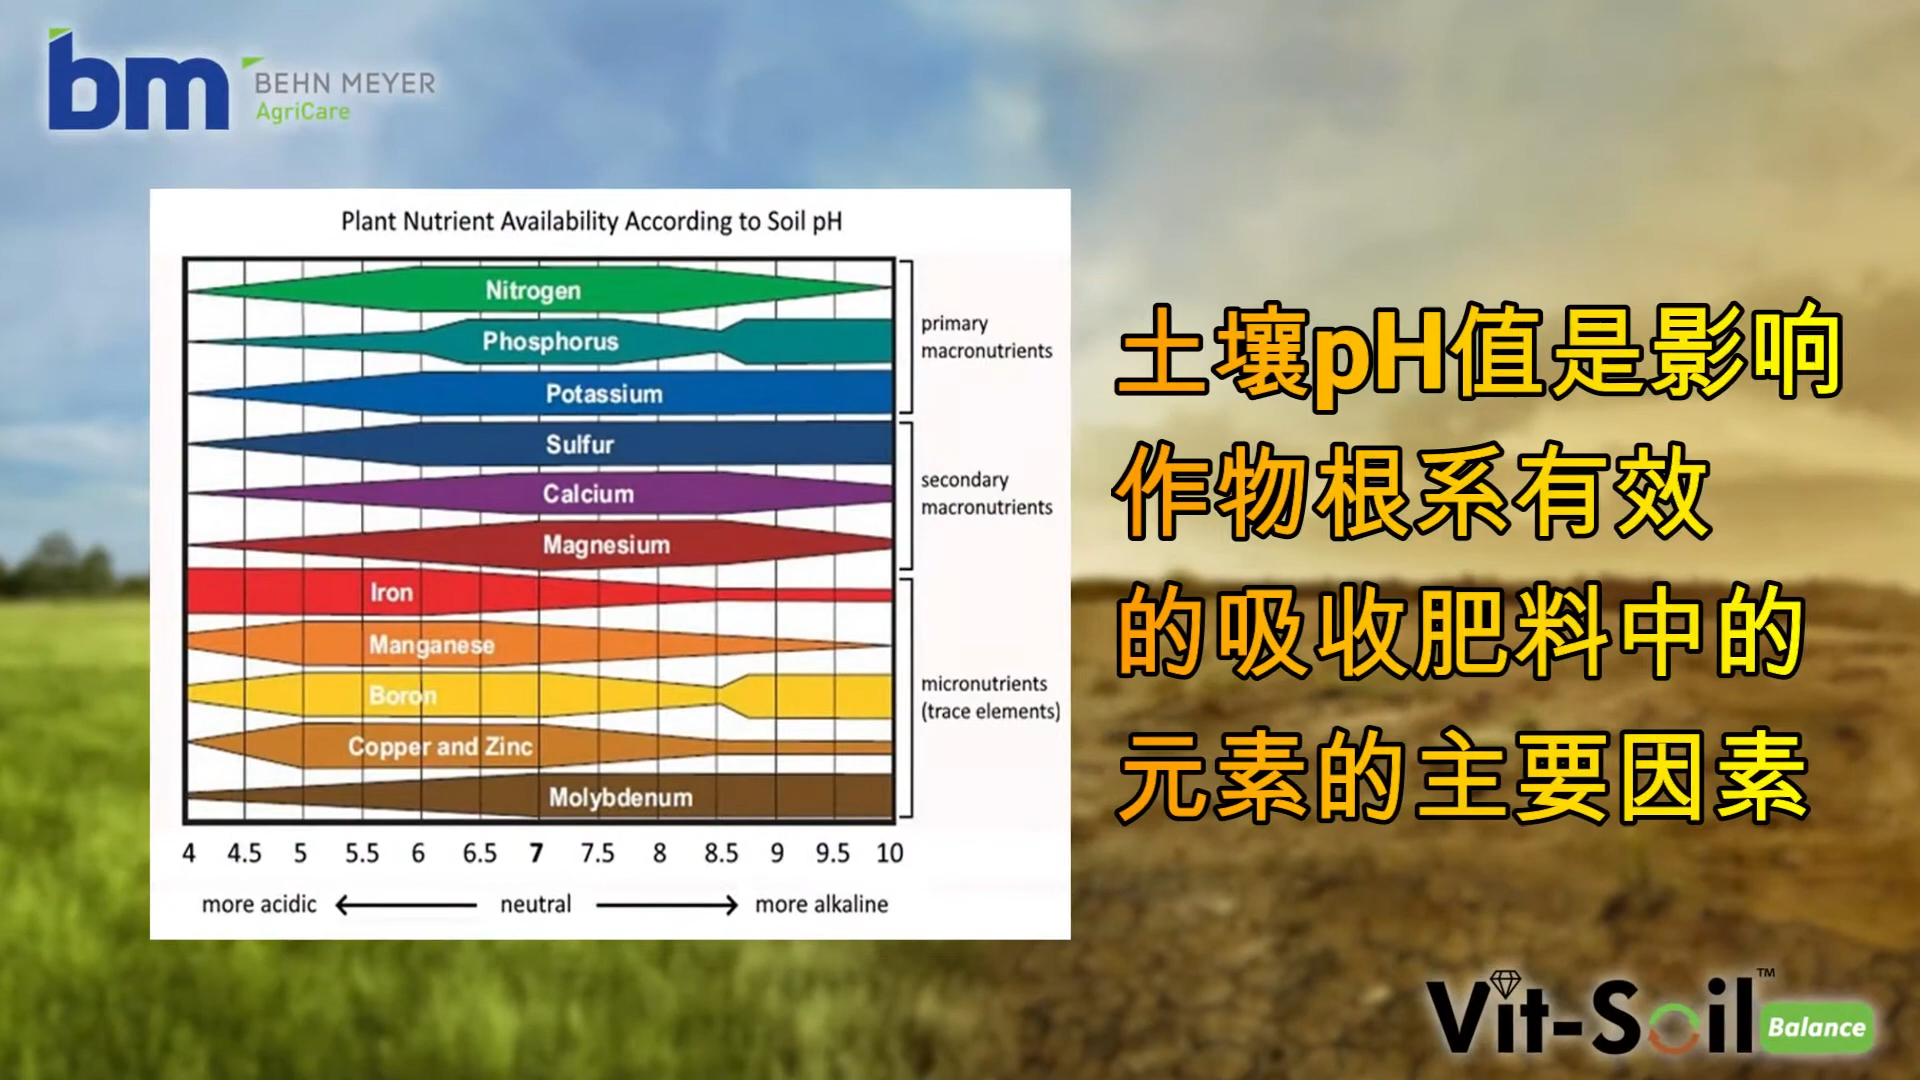 bm
BEHN MEYER
AgriCare
Plant Nutrient Availability According to Soil pH
Nitrogen
Phosphorus
Potassium
primary
macronutrients
Sulfur
Calcium
Magnesium
secondary
macronutrients
Iron
Manganese
Boron
Copper and Zinc
Molybdenum
micronutrients
(trace elements)
4 4.5 5 5.5 6 6.5 7 7.5 8 8.5 9 9.5 10
more acidic neutral more alkaline
土壤pH值是影响
作物根系有效
的吸收肥料中的
元素的主要因素
Vit-Soil™
Balance